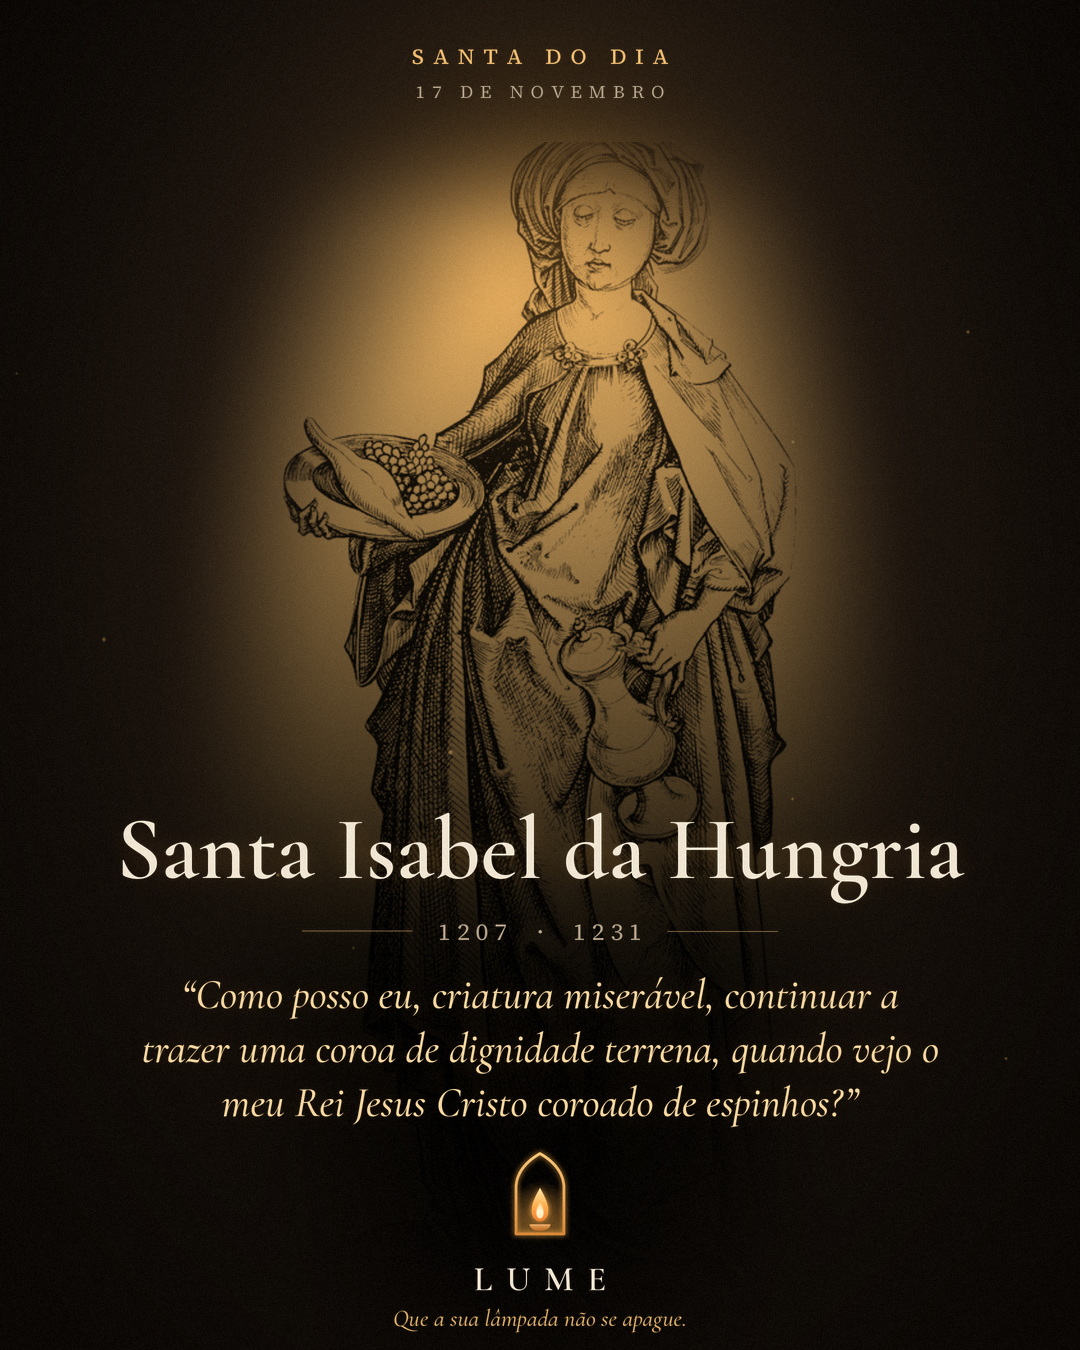 SANTA DO DIA
17 DE NOVEMBRO
Santa Isabel da Hungria
1207 · 1231
“Como posso eu, criatura miserável, continuar a
trazer uma coroa de dignidade terrena, quando vejo o
meu Rei Jesus Cristo coroado de espinhos?”
LUME
Que a sua lâmpada não se apague.